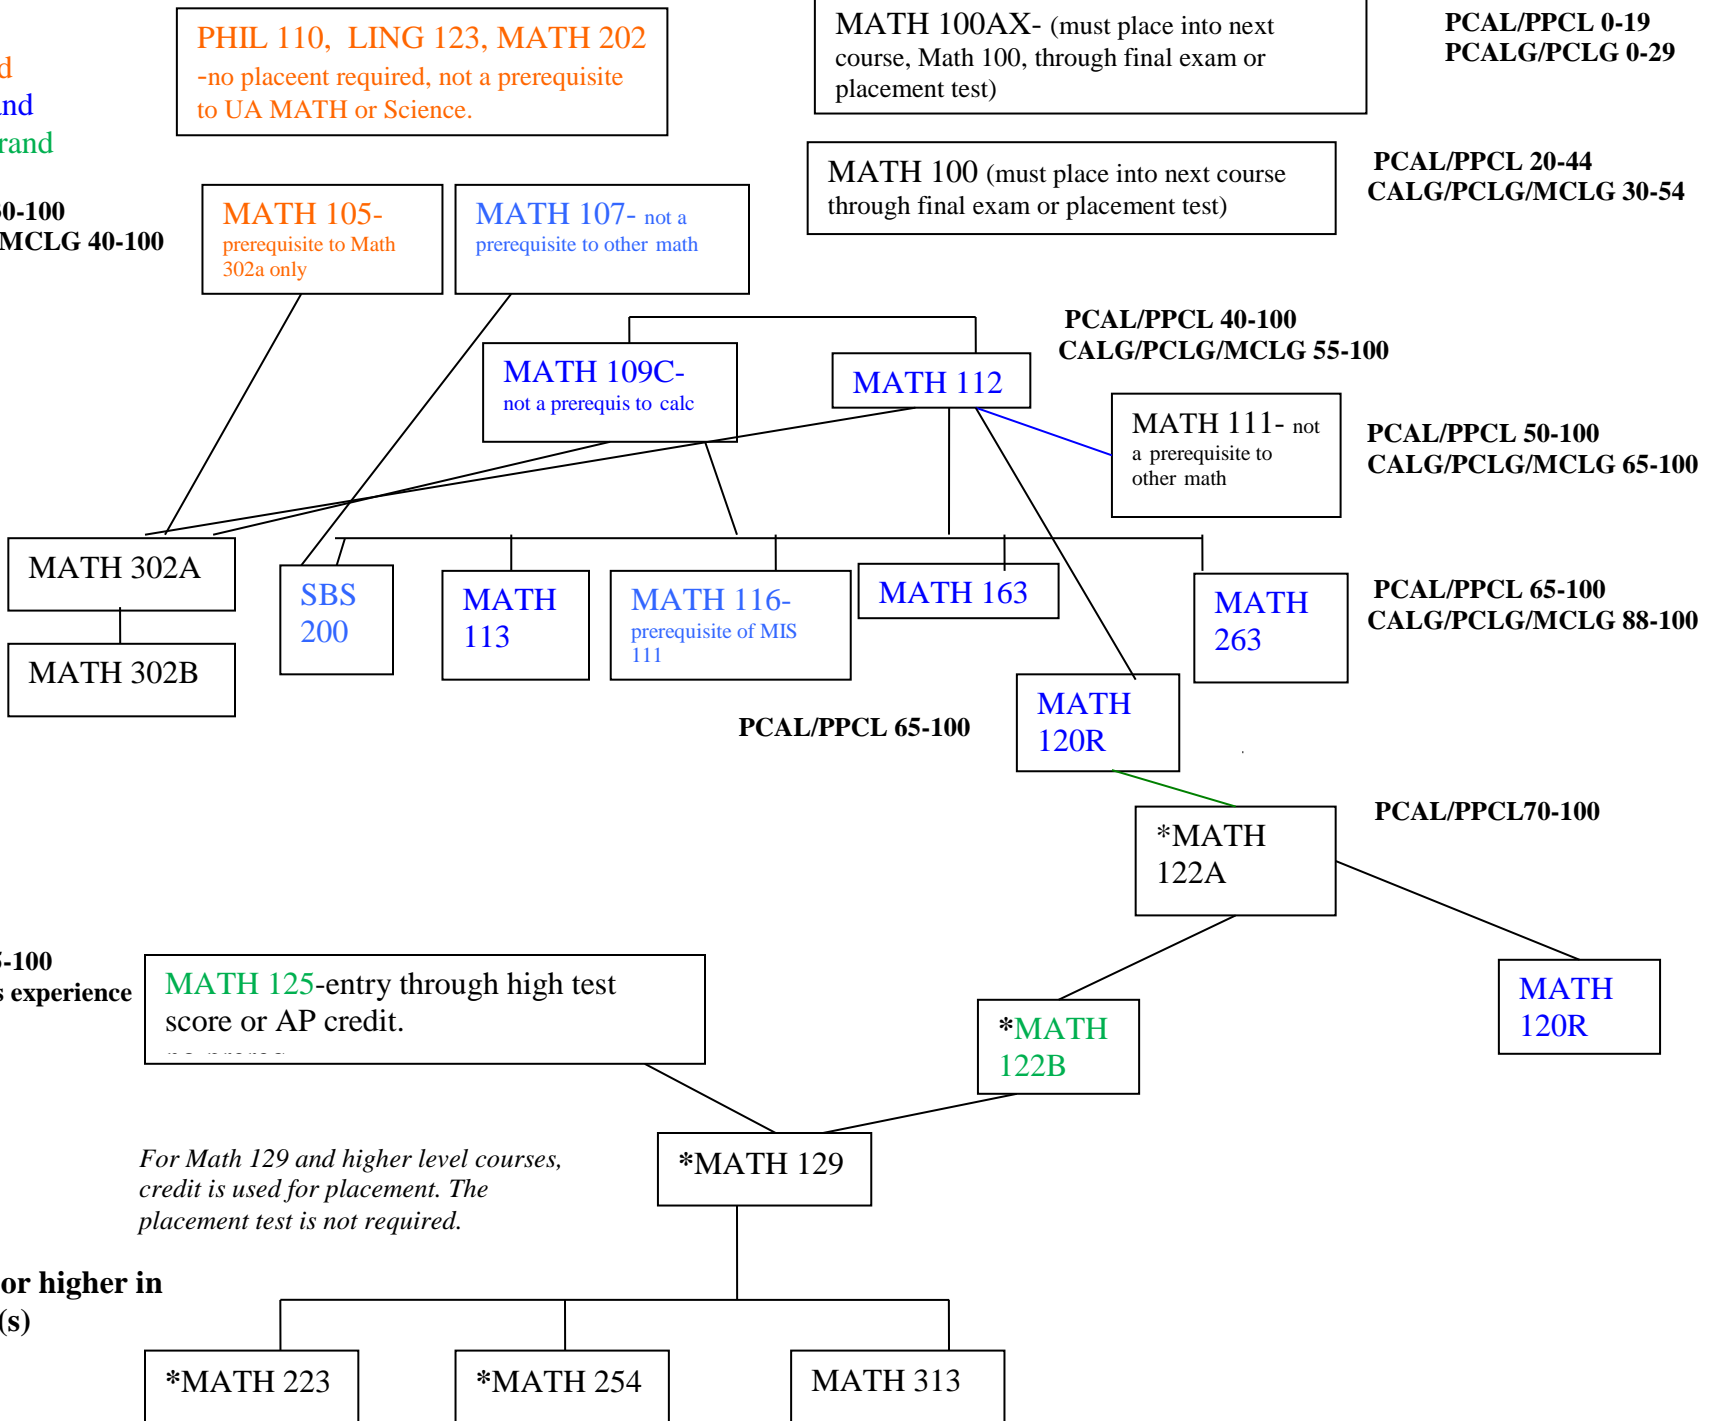 PHIL 110, LING 123, MATH 202
-no placeent required, not a prerequisite
to UA MATH or Science.
MATH 100AX- (must place into next
course, Math 100, through final exam or
placement test)
PCAL/PPCL 0-19
PCALG/PCLG 0-29
MATH 100 (must place into next course
through final exam or placement test)
PCAL/PPCL 20-44
CALG/PCLG/MCLG 30-54
0-100
MCLG 40-100
MATH 105-
prerequisite to Math
302a only
MATH 107- not a
prerequisite to other math
PCAL/PPCL 40-100
CALG/PCLG/MCLG 55-100
MATH 109C-
not a prerequis to calc
MATH 112
MATH 111- not
a prerequisite to
other math
PCAL/PPCL 50-100
CALG/PCLG/MCLG 65-100
MATH 302A
MATH 302B
SBS
200
MATH
113
MATH 116-
prerequisite of MIS
111
MATH 163
MATH
263
PCAL/PPCL 65-100
CALG/PCLG/MCLG 88-100
PCAL/PPCL 65-100
MATH
120R
*MATH
122A
PCAL/PPCL70-100
-100
s experience
MATH 125-entry through high test
score or AP credit.
*MATH
122B
MATH
120R
For Math 129 and higher level courses,
credit is used for placement. The
placement test is not required.
*MATH 129
or higher in
(s)
*MATH 223
*MATH 254
MATH 313